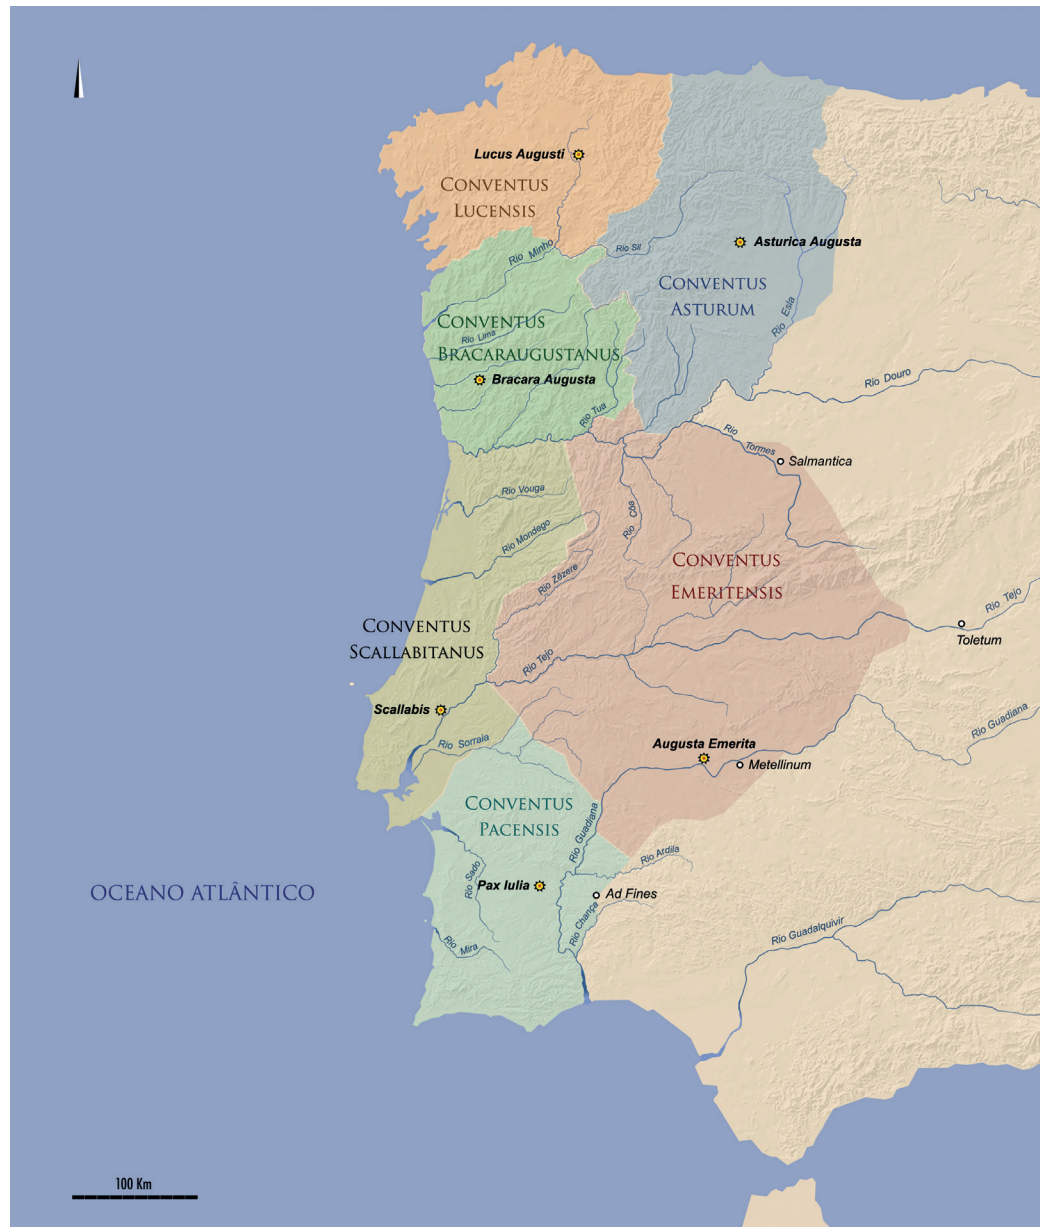 Lucus Augusti
CONVENTUS
LUCENSIS
Rio Minho
Rio Sil
Asturica Augusta
CONVENTUS
ASTURUM
Rio Esla
CONVENTUS
Rio Lima
BRACARAUGUSTANUS
Bracara Augusta
Rio Douro
Rio Tua
Rio Tormes
Salmantica
Rio Vouga
Rio Côa
Rio Mondego
CONVENTUS
EMERITENSIS
Rio Zêzere
Rio Tejo
CONVENTUS
SCALLABITANUS
Toletum
Rio Tejo
Scallabis
Rio Sorraia
Rio Guadiana
Augusta Emerita
Metellinum
CONVENTUS
PACENSIS
Rio Guadiana
Rio Ardila
Rio Sado
Pax Iulia
Ad Fines
OCEANO ATLÂNTICO
Rio Chança
Rio Mira
Rio Guadalquivir
100 Km